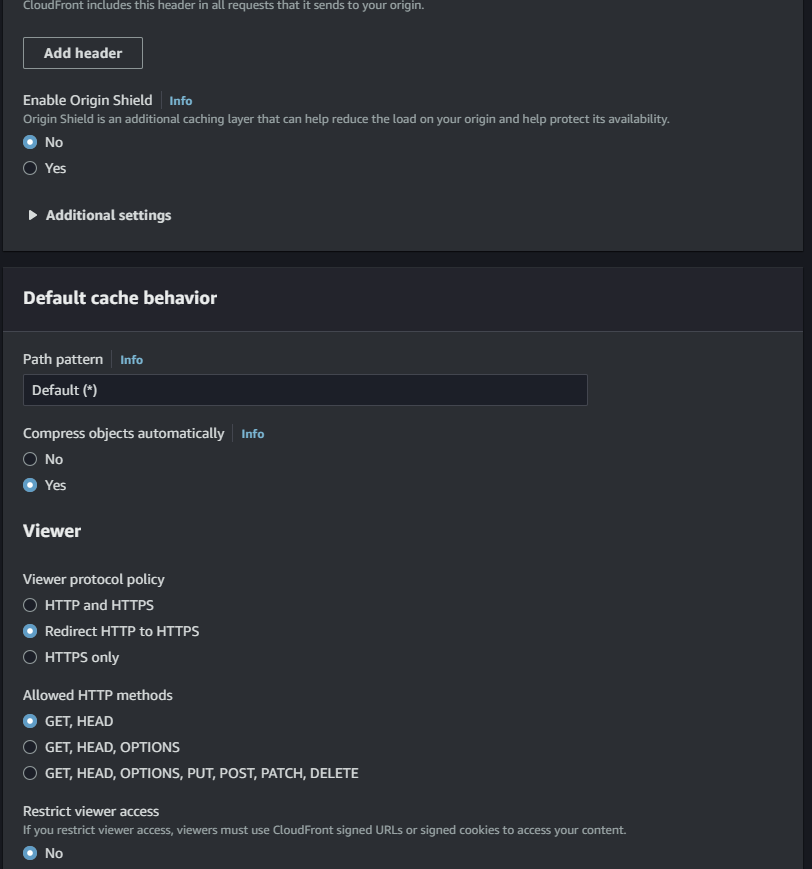 CloudFront includes this header in all requests that it sends to your origin.
Add header
Enable Origin Shield Info
Origin Shield is an additional caching layer that can help reduce the load on your origin and help protect its availability.
No
Yes
Additional settings
Default cache behavior
Path pattern Info
Default (*)
Compress objects automatically Info
No
Yes
Viewer
Viewer protocol policy
HTTP and HTTPS
Redirect HTTP to HTTPS
HTTPS only
Allowed HTTP methods
GET, HEAD
GET, HEAD, OPTIONS
GET, HEAD, OPTIONS, PUT, POST, PATCH, DELETE
Restrict viewer access
If you restrict viewer access, viewers must use CloudFront signed URLs or signed cookies to access your content.
No